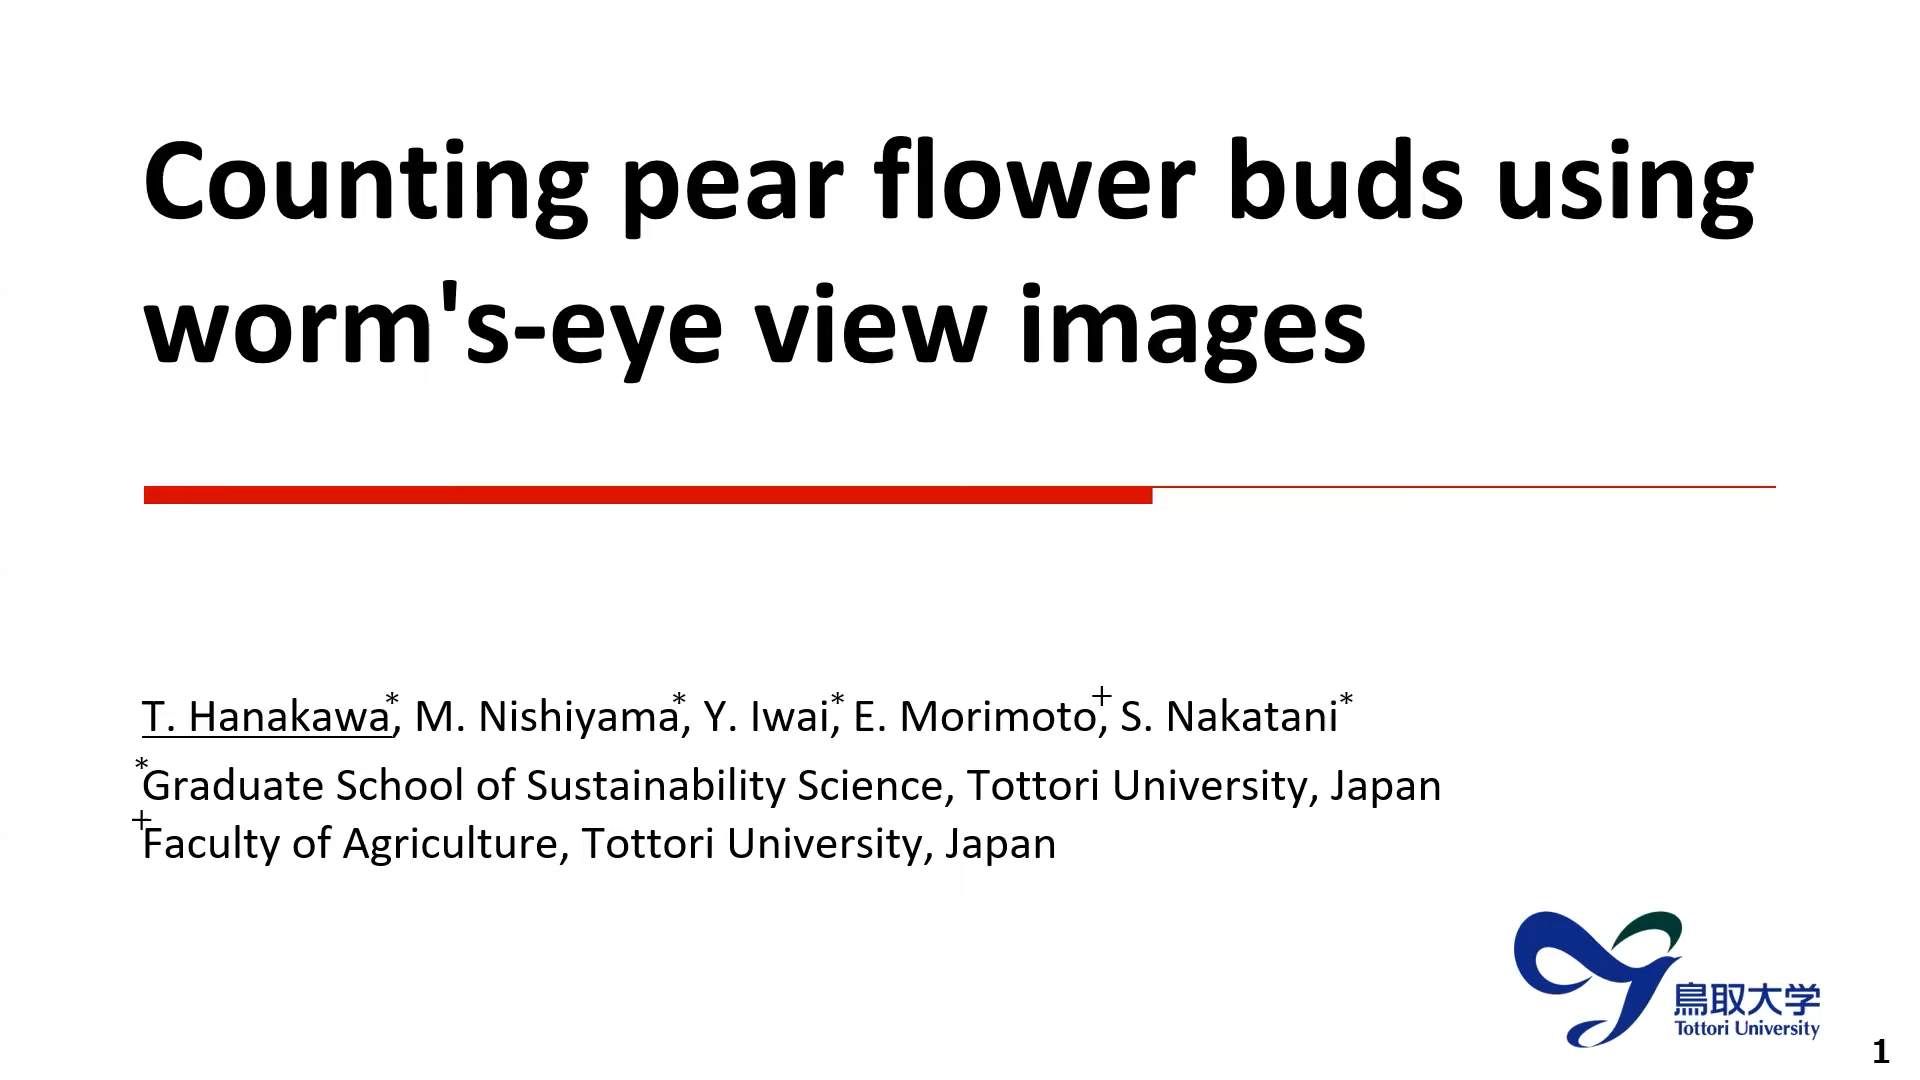 Counting pear flower buds using
worm's-eye view images
T. Hanakawa*, M. Nishiyama*, Y. Iwai,* E. Morimoto,+ S. Nakatani*
*Graduate School of Sustainability Science, Tottori University, Japan
+Faculty of Agriculture, Tottori University, Japan
鳥取大学
Tottori University
1